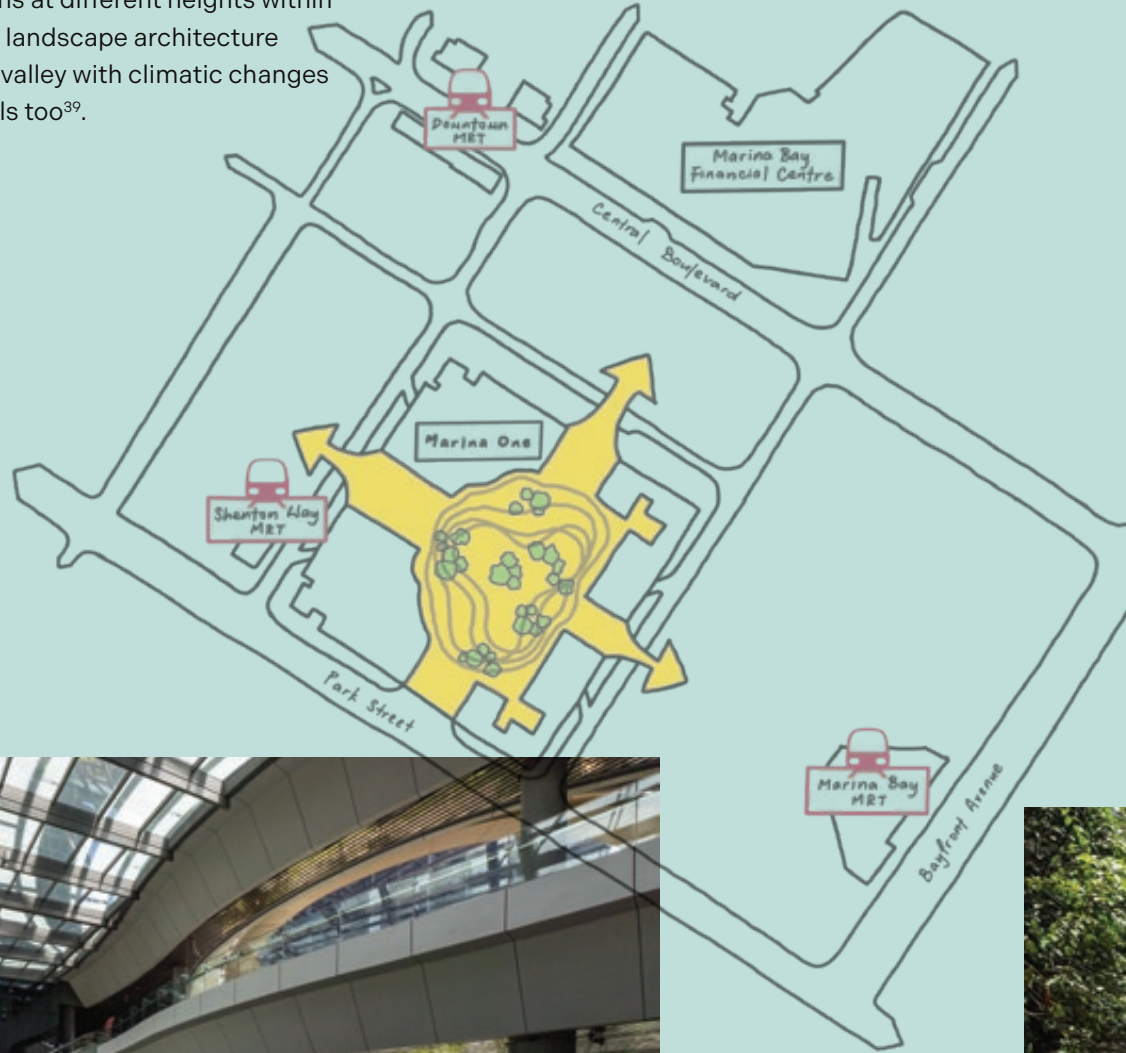 ns at different heights within
landscape architecture
valley with climatic changes
ls too³⁹.
Downtown
MRT
Marina Bay
Financial Centre
Central Boulevard
Marina One
Shenton Way
MRT
Park Street
Marina Bay
MRT
Bayfront Avenue